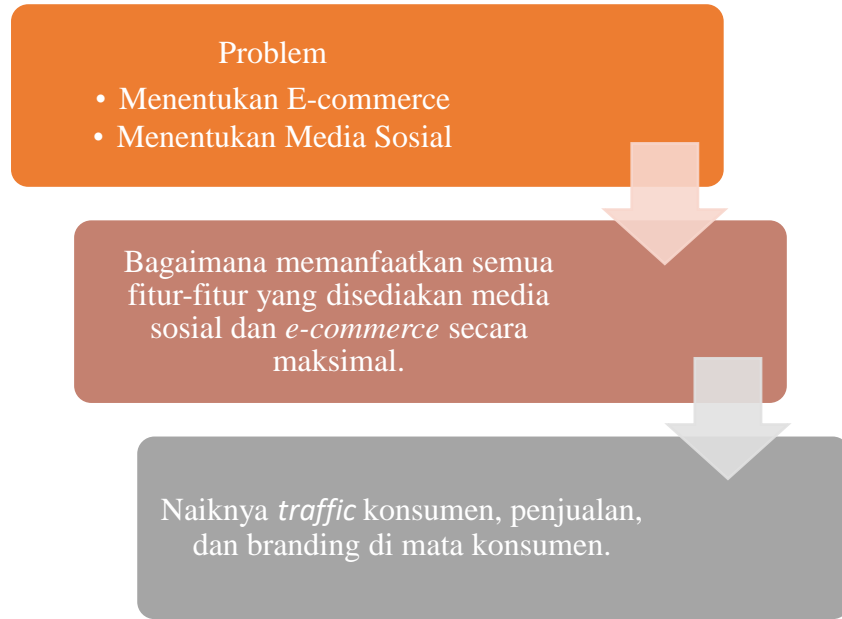 Problem
• Menentukan E-commerce
• Menentukan Media Sosial
Bagaimana memanfaatkan semua
fitur-fitur yang disediakan media
sosial dan e-commerce secara
maksimal.
Naiknya traffic konsumen, penjualan,
dan branding di mata konsumen.